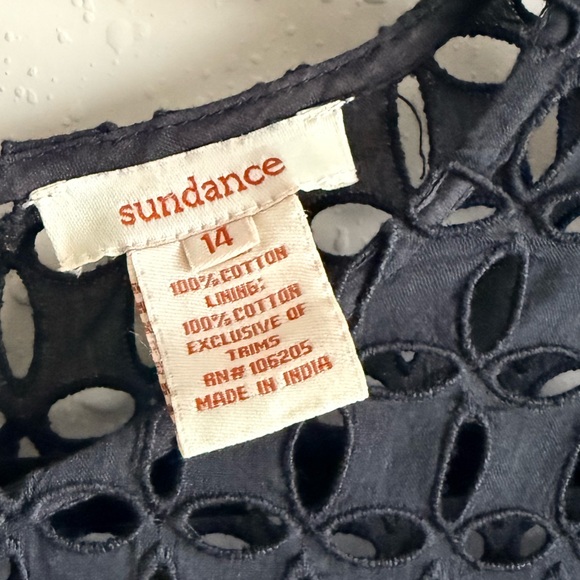 sundance
14
100% COTTON
LINING:
100% COTTON
EXCLUSIVE OF
TRIMS
RN# 106205
MADE IN INDIA